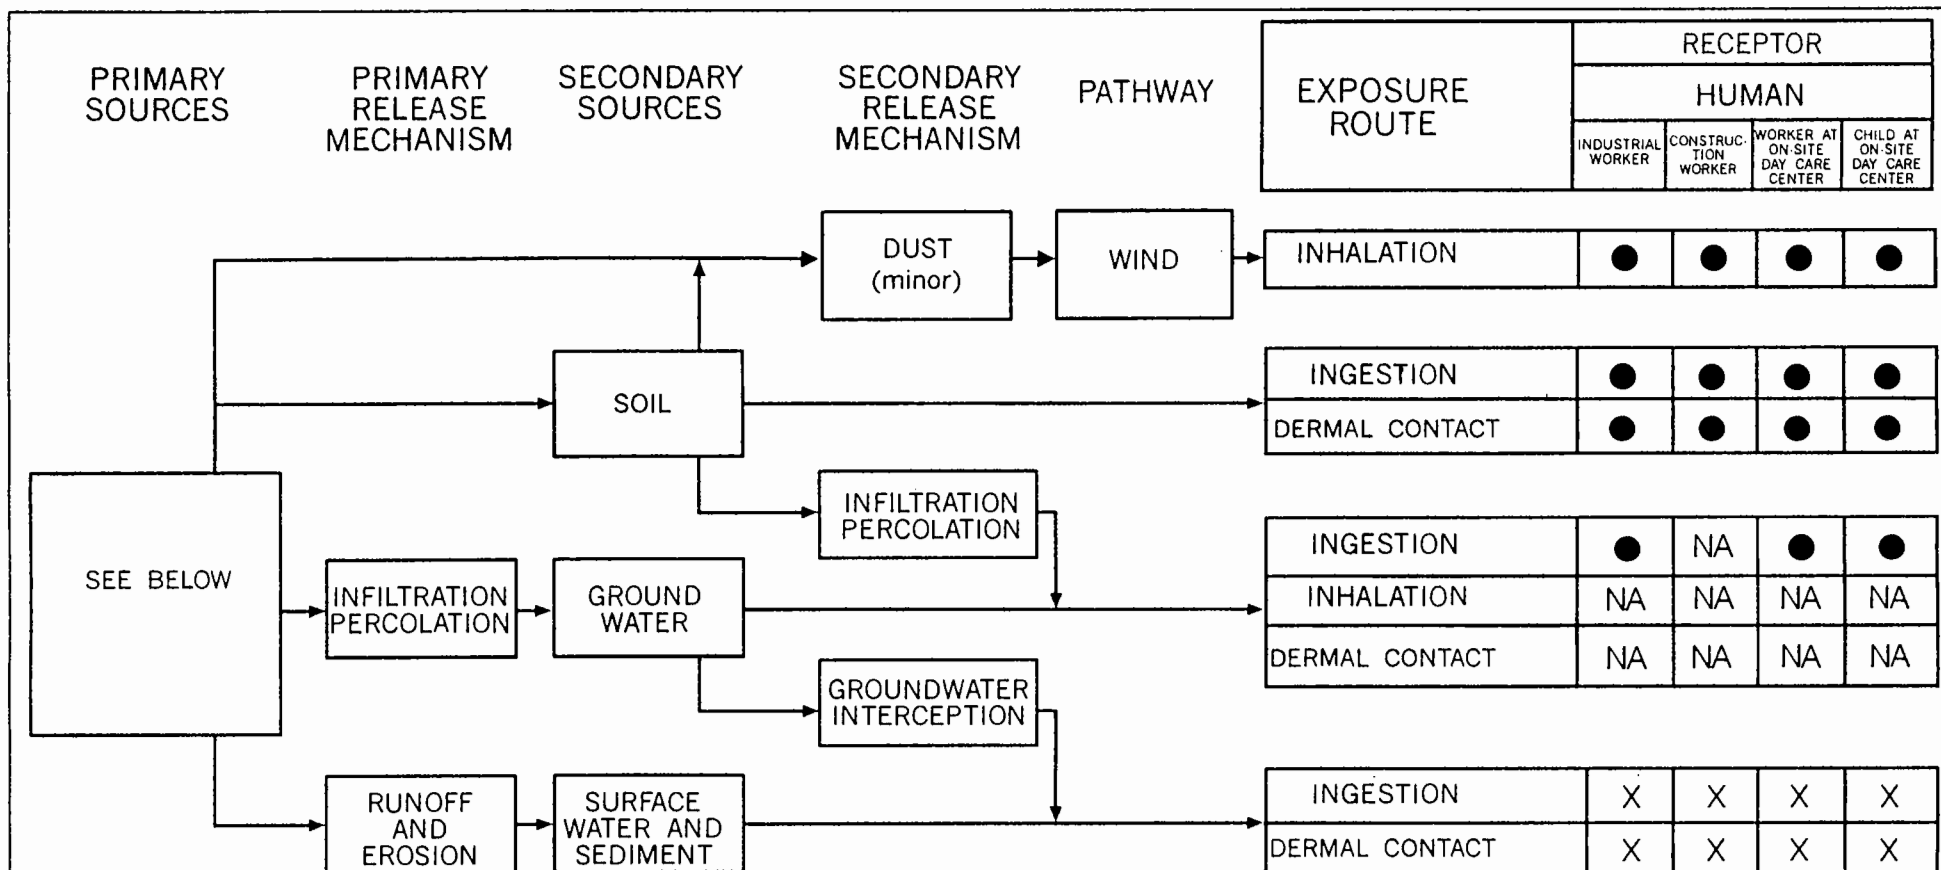 PRIMARY
SOURCES
PRIMARY
RELEASE
MECHANISM
SECONDARY
SOURCES
SECONDARY
RELEASE
MECHANISM
PATHWAY
EXPOSURE
ROUTE
RECEPTOR
HUMAN
INDUSTRIAL
WORKER
CONSTRUC-
TION
WORKER
WORKER AT
ON-SITE
DAY CARE
CENTER
CHILD AT
ON-SITE
DAY CARE
CENTER
DUST
(minor)
WIND
INHALATION
SOIL
INGESTION
DERMAL CONTACT
INFILTRATION
PERCOLATION
SEE BELOW
INFILTRATION
PERCOLATION
GROUND
WATER
INGESTION
NA
INHALATION
NA NA NA NA
DERMAL CONTACT
NA NA NA NA
GROUNDWATER
INTERCEPTION
RUNOFF
AND
EROSION
SURFACE
WATER AND
SEDIMENT
INGESTION
X X X X
DERMAL CONTACT
X X X X